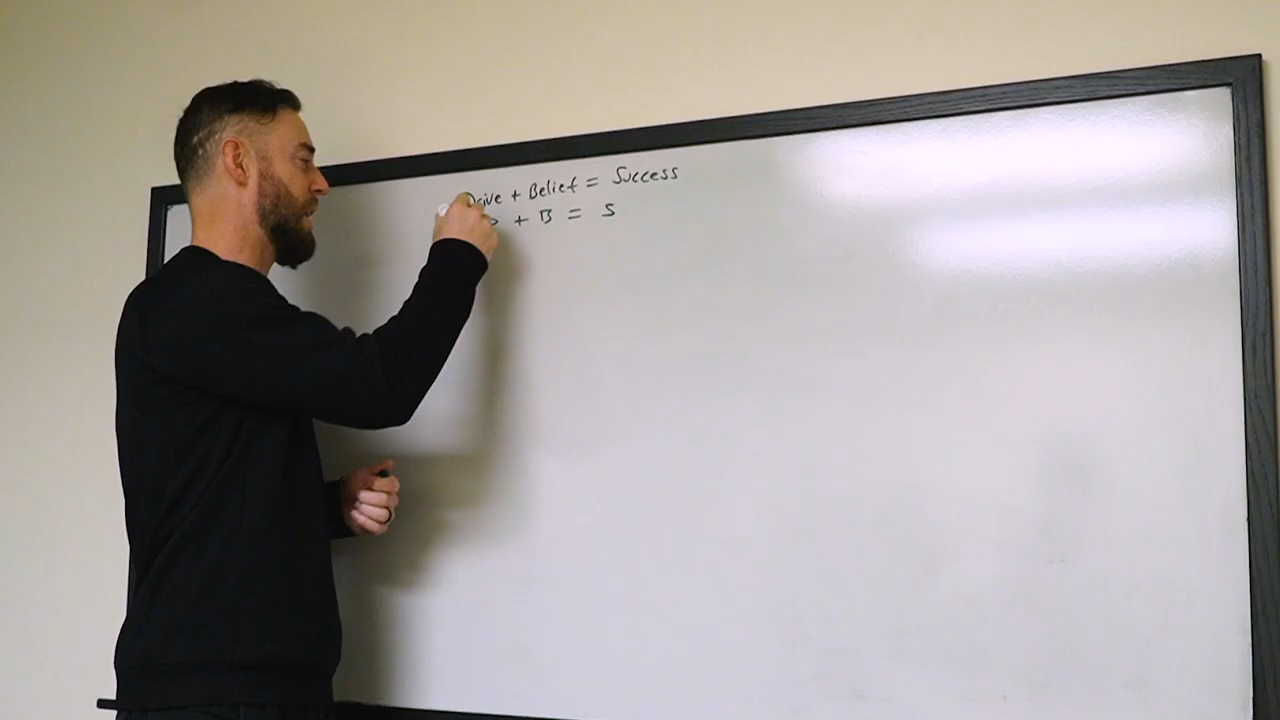 Drive + Belief = Success
D + B = S